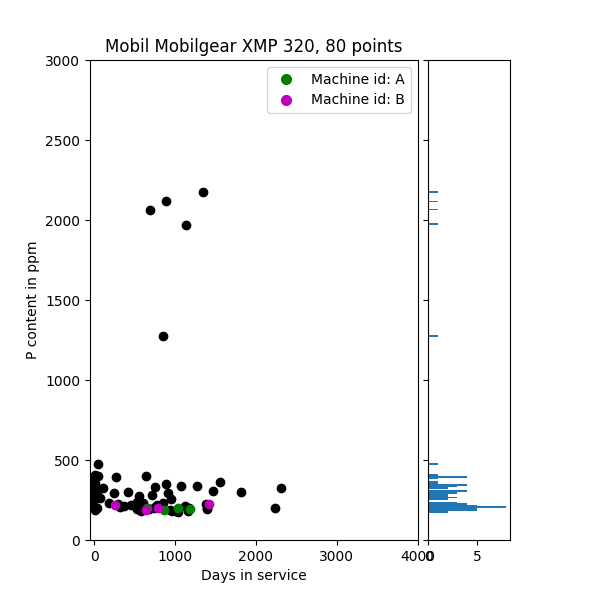 Mobil Mobilgear XMP 320, 80 points
Machine id: A
Machine id: B
P content in ppm
3000
2500
2000
1500
1000
500
0
0 1000 2000 3000 4000
0 5
Days in service